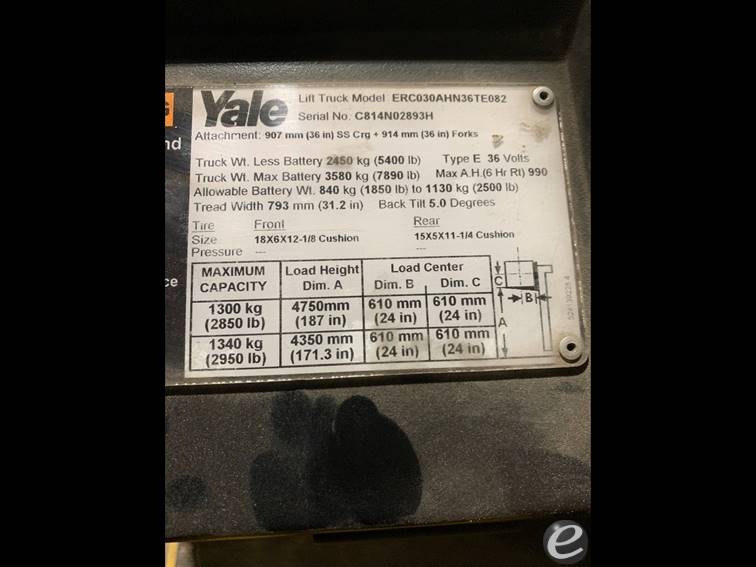 G
nd
ce
Yale
Lift Truck Model ERC030AHN36TE082
Serial No. C814N02893H
Attachment: 907 mm (36 in) SS Crg + 914 mm (36 in) Forks
Truck Wt. Less Battery 2450 kg (5400 lb) Type E 36 Volts
Truck Wt. Max Battery 3580 kg (7890 lb) Max A.H.(6 Hr Rt) 990
Allowable Battery Wt. 840 kg (1850 lb) to 1130 kg (2500 lb)
Tread Width 793 mm (31.2 in) Back Tilt 5.0 Degrees
Tire Front Rear
Size 18X6X12-1/8 Cushion 15X5X11-1/4 Cushion
Pressure --- ---
MAXIMUM CAPACITY Load Height Dim. A Load Center Dim. B Dim. C
1300 kg (2850 lb) 4750mm (187 in) 610 mm (24 in) 610 mm (24 in)
1340 kg (2950 lb) 4350 mm (171.3 in) 610 mm (24 in) 610 mm (24 in)
C
B
A
e